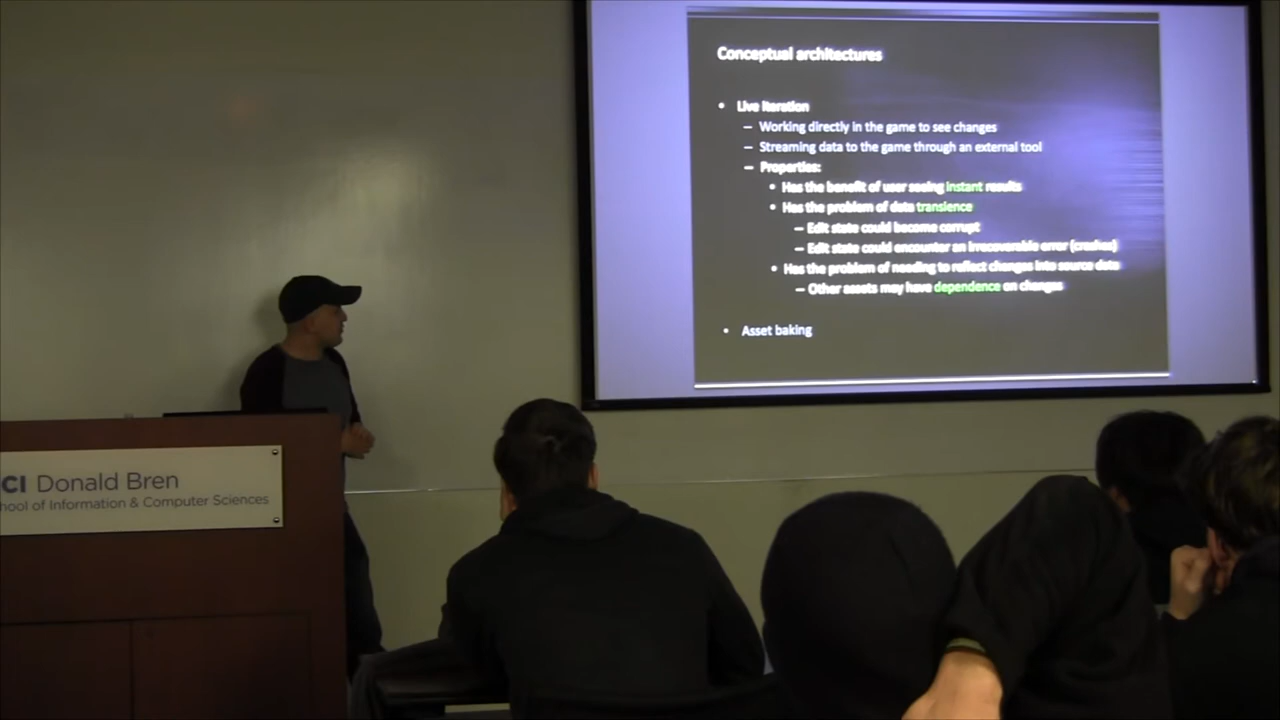 Conceptual architectures
• Live Iteration
– Working directly in the game to see changes
– Streaming data to the game through an external tool
– Properties:
• Has the benefit of user seeing instant results
• Has the problem of data transience
– Edit state could become corrupt
– Edit state could encounter an irrecoverable error (crashes)
• Has the problem of needing to reflect changes into source data
– Other assets may have dependence on changes
• Asset baking
CI Donald Bren
hool of Information & Computer Sciences